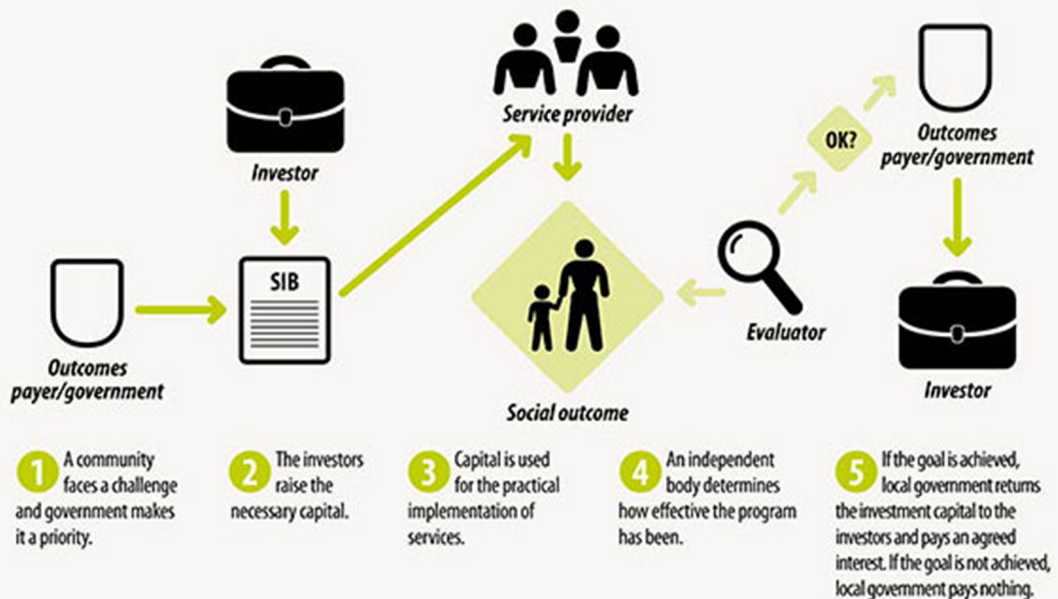 Investor
Service provider
OK?
Outcomes
payer/government
SIB
Outcomes
payer/government
Social outcome
Evaluator
Investor
1 A community
faces a challenge
and government makes
it a priority.
2 The investors
raise the
necessary capital.
3 Capital is used
for the practical
implementation of
services.
4 An independent
body determines
how effective the program
has been.
5 If the goal is achieved,
local government returns
the investment capital to the
investors and pays an agreed
interest. If the goal is not achieved,
local government pays nothing.